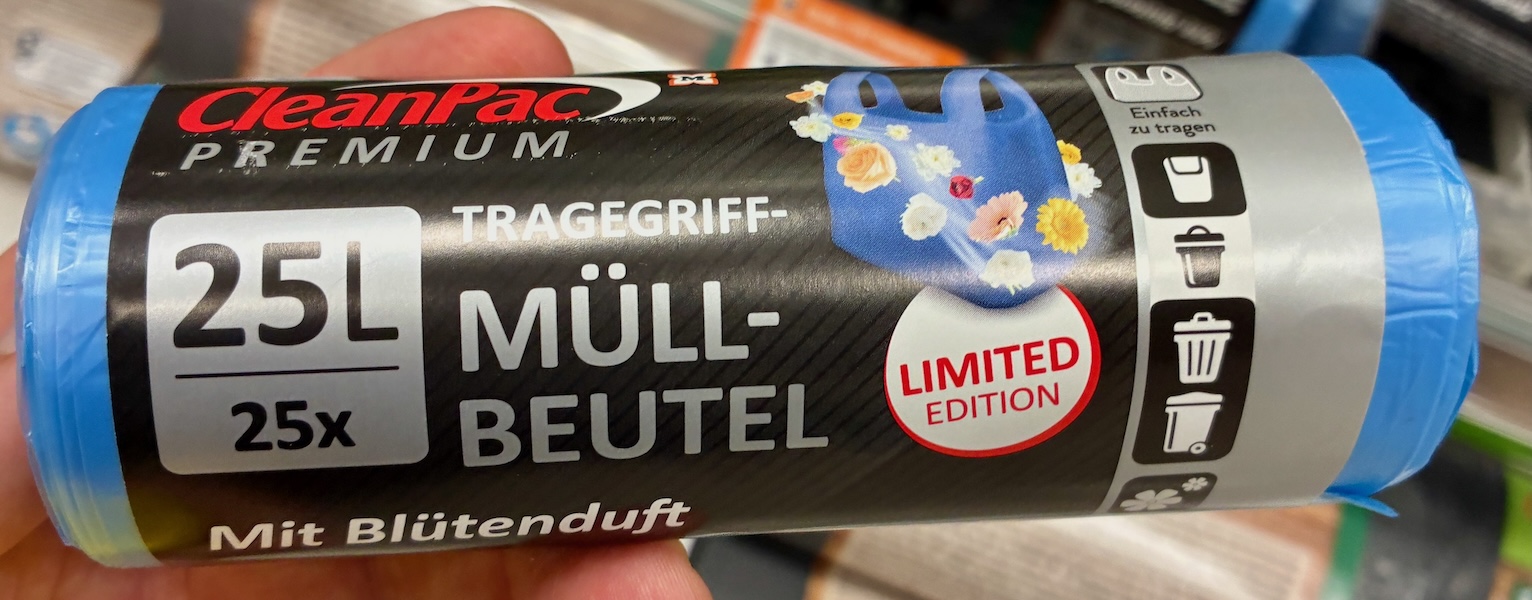 CleanPac
M
PREMIUM
25L
25x
TRAGEGRIFF-
MÜLL-
BEUTEL
Mit Blütenduft
LIMITED
EDITION
Einfach
zu tragen